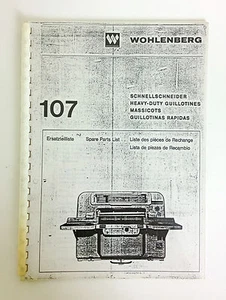 WOHLENBERG
107
SCHNELLSCHNEIDER
HEAVY-DUTY GUILLOTINES
MASSICOTS
GUILLOTINAS RAPIDAS
Ersatzteilliste Spare Parts List Liste des pièces de Rechange
Lista de piezas de Recambio